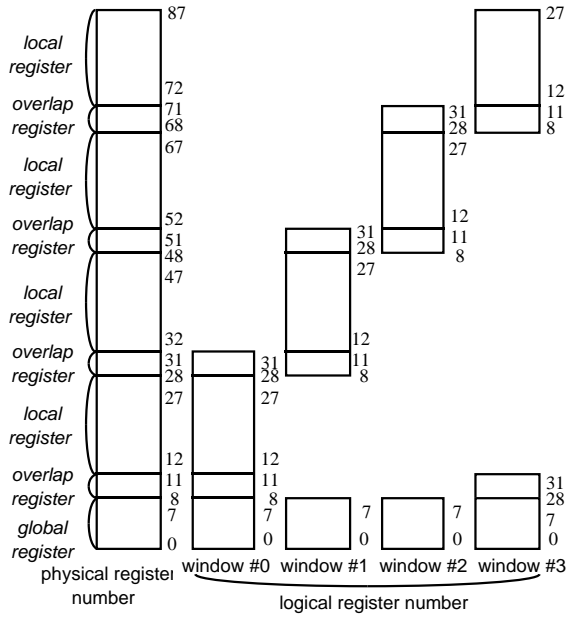 87
local
register
72
overlap
71
register
68
67
local
register
52
overlap
51
register
48
47
local
register
32
overlap
31
register
28
27
local
register
12
overlap
11
register
8
7
global
register
0
31
28
27
12
11
8
7
0
31
28
27
12
11
8
7
0
31
28
27
12
11
8
7
0
27
12
11
8
31
28
7
0
physical register
number
window #0
window #1
window #2
window #3
logical register number